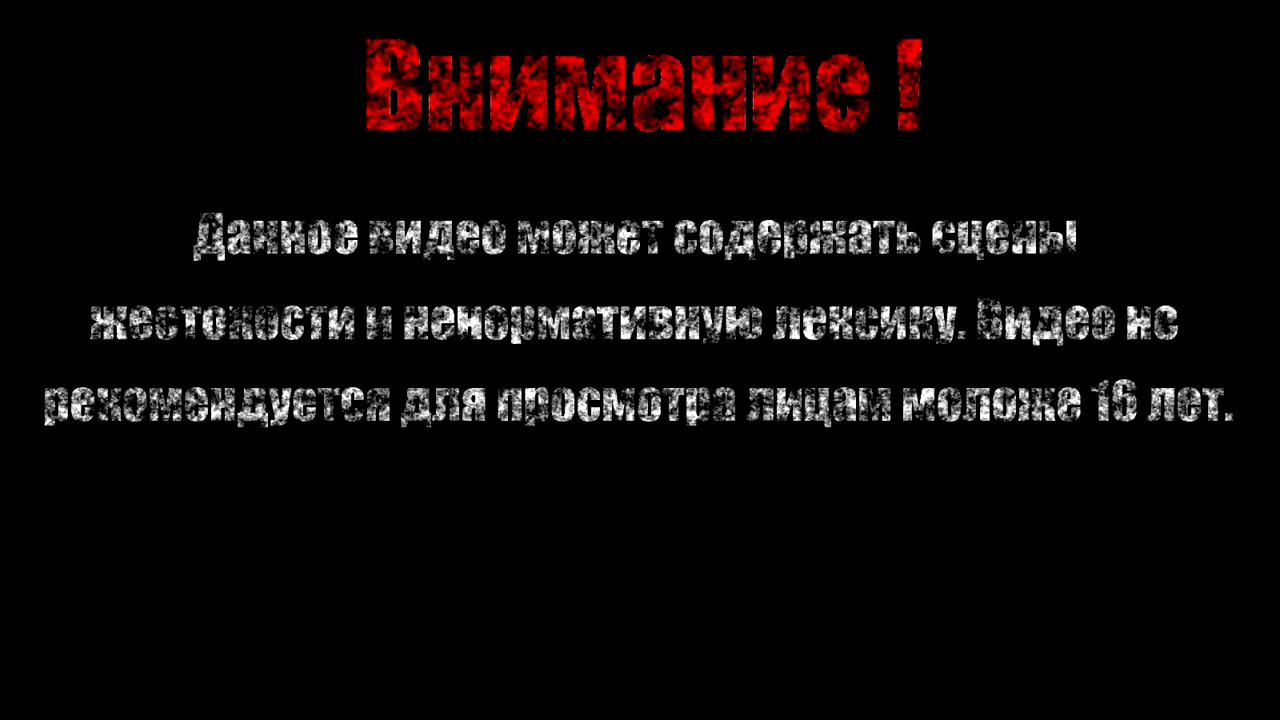 Внимание !
Данное видео может содержать сцены
жестокости и ненормативную лексику. Видео не
рекомендуется для просмотра лицам моложе 16 лет.